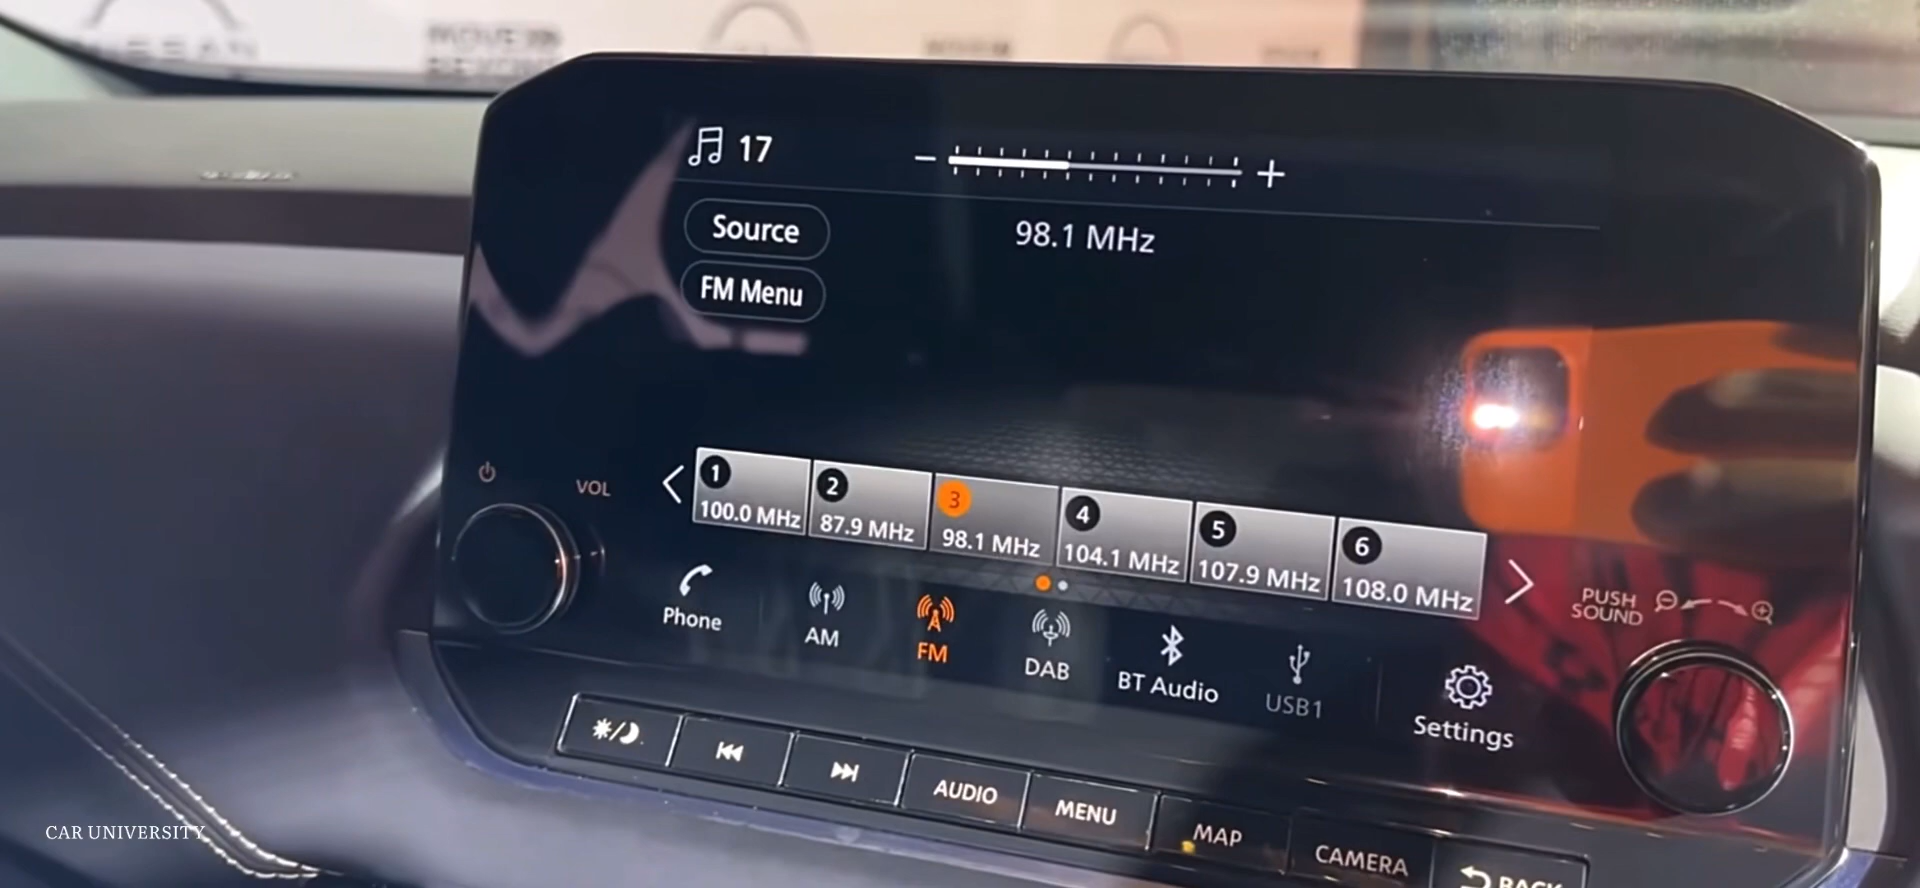 NISSAN
17
− +
Source
98.1 MHz
FM Menu
VOL
1
100.0 MHz
2
87.9 MHz
3
98.1 MHz
4
104.1 MHz
5
107.9 MHz
6
108.0 MHz
PUSH
SOUND
Phone
AM
FM
DAB
BT Audio
USB1
Settings
AUDIO
MENU
MAP
CAMERA
BACK
CAR UNIVERSITY